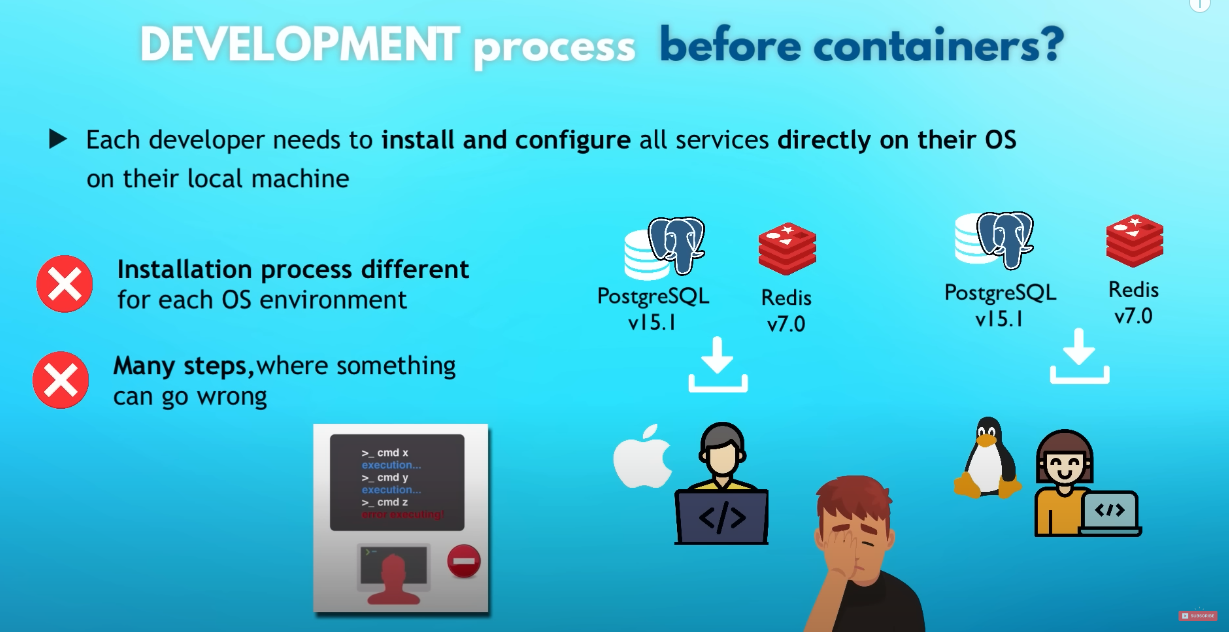 DEVELOPMENT process before containers?
Each developer needs to install and configure all services directly on their OS
on their local machine
Installation process different
for each OS environment
Many steps,where something
can go wrong
PostgreSQL
v15.1
Redis
v7.0
PostgreSQL
v15.1
Redis
v7.0
>_ cmd x
execution...
>_ cmd y
execution...
>_ cmd z
error executing!
>-
</>
</>
SUBSCRIBE